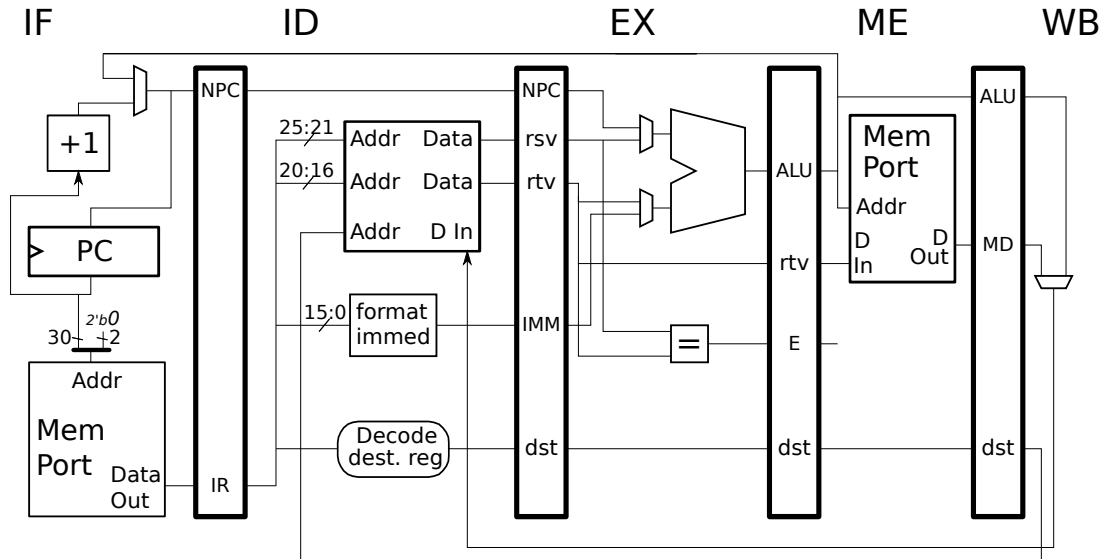 IF ID EX ME WB
NPC NPC ALU
+1
25:21 Addr Data rsv
20:16 Addr Data rtv
Addr D In
ALU
Mem
Port
Addr
D
In
D
Out
PC
rtv
MD
15:0 format
immed
IMM
2'b0
30 2
=
E
Addr
Mem
Port
Data
Out
IR
Decode
dest. reg
dst dst dst